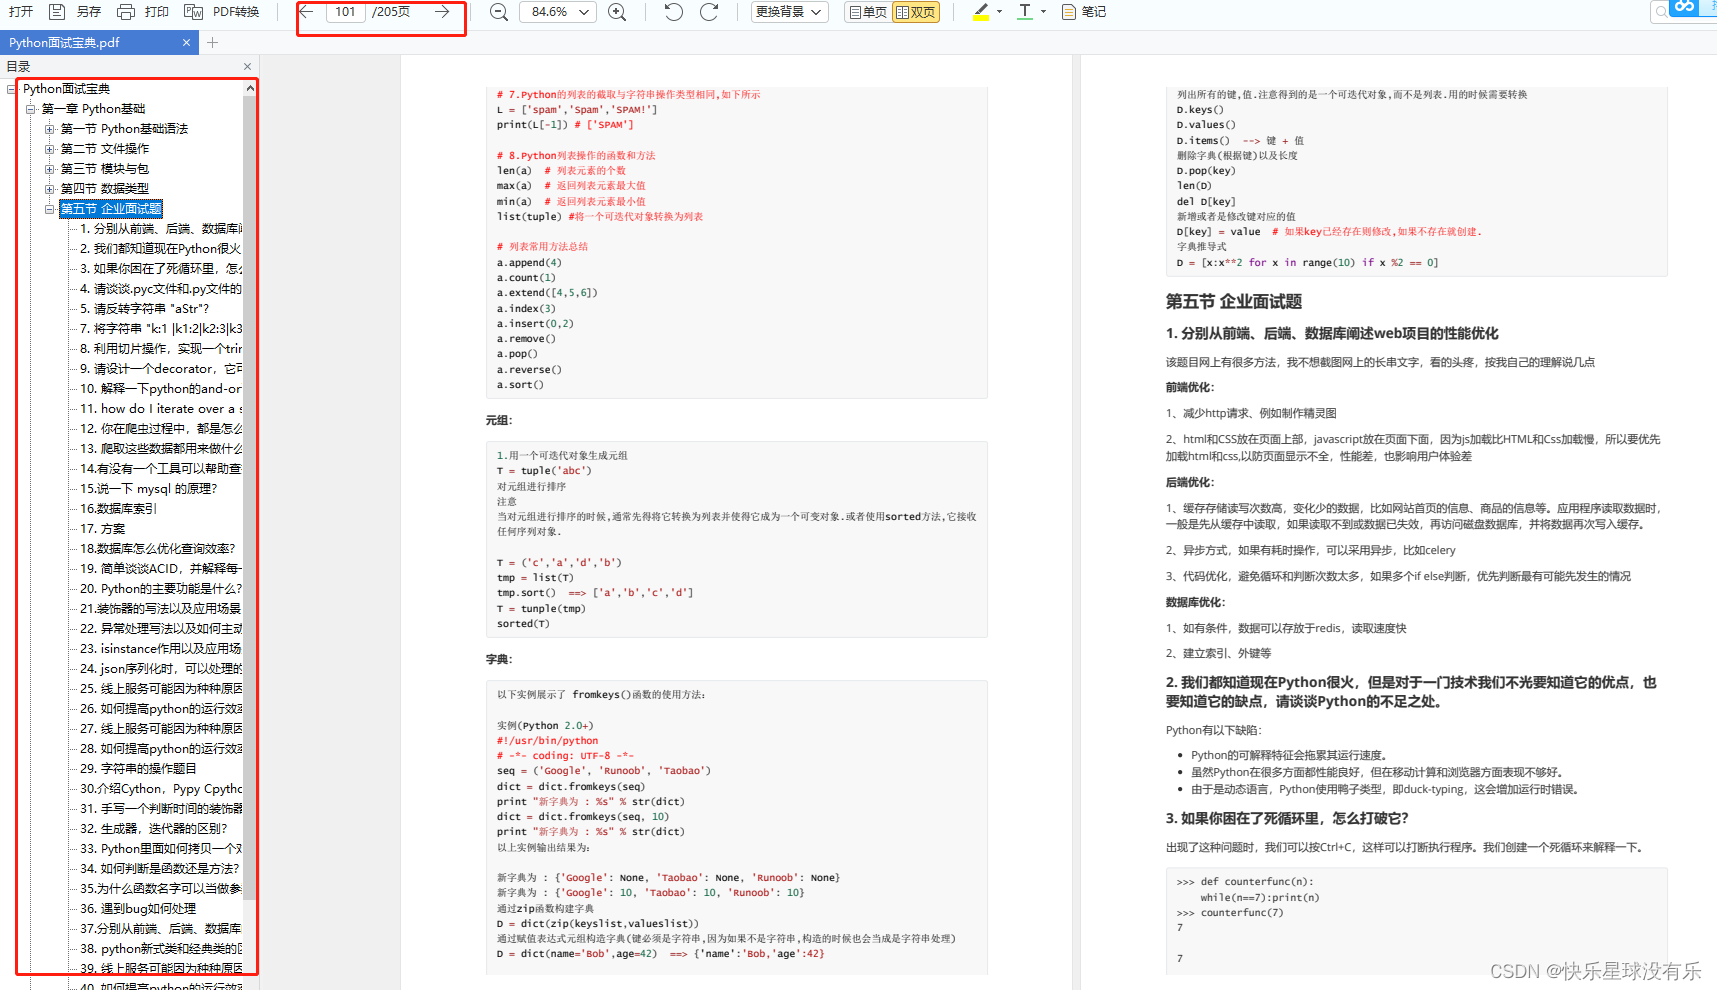 打开 另存 打印 PDF转换 101 /205页 84.6% 更换背景 单页 双页 T 笔记
Python面试宝典.pdf
目录
Python面试宝典
第一章 Python基础
第一节 Python基础语法
第二节 文件操作
第三节 模块与包
第四节 数据类型
第五节 企业面试题
1. 分别从前端、后端、数据库
2. 我们都知道现在Python很火
3. 如果你困在了死循环里，怎
4. 请谈谈.pyc文件和.py文件的
5. 请反转字符串 "aStr"?
7. 将字符串 "k:1 |k1:2|k2:3|k3
8. 利用切片操作，实现一个trir
9. 请设计一个decorator，它可
10. 解释一下python的and-or
11. how do I iterate over a s
12. 你在爬虫过程中，都是怎
13. 爬取这些数据都用来做什么
14.有没有一个工具可以帮助查
15.说一下 mysql 的原理?
16.数据库索引
17. 方案
18.数据库怎么优化查询效率?
19. 简单谈谈ACID，并解释每
20. Python的主要功能是什么?
21.装饰器的写法以及应用场景
22. 异常处理写法以及如何主动
23. isinstance作用以及应用场
24. json序列化时，可以处理的
25. 线上服务可能因为种种原因
26. 如何提高python的运行效率
27. 线上服务可能因为种种原因
28. 如何提高python的运行效率
29. 字符串的操作题目
30.介绍Cython，Pypy Cpytho
31. 手写一个判断时间的装饰器
32. 生成器，迭代器的区别?
33. Python里面如何拷贝一个对
34. 如何判断是函数还是方法?
35.为什么函数名字可以当做参
36. 遇到bug如何处理
37.分别从前端、后端、数据库
38. python新式类和经典类的区
39. 线上服务可能因为种种原因
40. 如何提高python的运行效率
# 7.Python的列表的截取与字符串操作类型相同,如下所示
L = ['spam','Spam','SPAM!']
print(L[-1]) # ['SPAM']
# 8.Python列表操作的函数和方法
len(a) # 列表元素的个数
max(a) # 返回列表元素最大值
min(a) # 返回列表元素最小值
list(tuple) #将一个可迭代对象转换为列表
# 列表常用方法总结
a.append(4)
a.count(1)
a.extend([4,5,6])
a.index(3)
a.insert(0,2)
a.remove()
a.pop()
a.reverse()
a.sort()
元组:
1.用一个可迭代对象生成元组
T = tuple('abc')
对元组进行排序
注意
当对元组进行排序的时候,通常先得将它转换为列表并使得它成为一个可变对象.或者使用sorted方法,它接收
任何序列对象.
T = ('c','a','d','b')
tmp = list(T)
tmp.sort() ==> ['a','b','c','d']
T = tunple(tmp)
sorted(T)
字典:
以下实例展示了 fromkeys()函数的使用方法:
实例(Python 2.0+)
#!/usr/bin/python
# -*- coding: UTF-8 -*-
seq = ('Google', 'Runoob', 'Taobao')
dict = dict.fromkeys(seq)
print "新字典为 : %s" % str(dict)
dict = dict.fromkeys(seq, 10)
print "新字典为 : %s" % str(dict)
以上实例输出结果为:
新字典为 : {'Google': None, 'Taobao': None, 'Runoob': None}
新字典为 : {'Google': 10, 'Taobao': 10, 'Runoob': 10}
通过zip函数构建字典
D = dict(zip(keyslist,valueslist))
通过赋值表达式元组构造字典(键必须是字符串,因为如果不是字符串,构造的时候也会当成是字符串处理)
D = dict(name='Bob',age=42) ==> {'name':'Bob,'age':42}
列出所有的键,值.注意得到的是一个可迭代对象,而不是列表.用的时候需要转换
D.keys()
D.values()
D.items() --> 键 + 值
删除字典(根据键)以及长度
D.pop(key)
len(D)
del D[key]
新增或者是修改键对应的值
D[key] = value # 如果key已经存在则修改,如果不存在就创建.
字典推导式
D = [x:x**2 for x in range(10) if x %2 == 0]
第五节 企业面试题
1. 分别从前端、后端、数据库阐述web项目的性能优化
该题目网上有很多方法，我不想截图网上的长串文字，看的头疼，按我自己的理解说几点
前端优化:
1、减少http请求、例如制作精灵图
2、html和CSS放在页面上部，javascript放在页面下面，因为js加载比HTML和Css加载慢，所以要优先
加载html和css,以防页面显示不全，性能差，也影响用户体验差
后端优化:
1、缓存存储读写次数高，变化少的数据，比如网站首页的信息、商品的信息等。应用程序读取数据时，
一般是先从缓存中读取，如果读取不到或数据已失效，再访问磁盘数据库，并将数据再次写入缓存。
2、异步方式，如果有耗时操作，可以采用异步，比如celery
3、代码优化，避免循环和判断次数太多，如果多个if else判断，优先判断最有可能先发生的情况
数据库优化:
1、如有条件，数据可以存放于redis，读取速度快
2、建立索引、外键等
2. 我们都知道现在Python很火，但是对于一门技术我们不光要知道它的优点，也
要知道它的缺点，请谈谈Python的不足之处。
Python有以下缺陷:
• Python的可解释特征会拖累其运行速度。
• 虽然Python在很多方面都性能良好，但在移动计算和浏览器方面表现不够好。
• 由于是动态语言，Python使用鸭子类型，即duck-typing，这会增加运行时错误。
3. 如果你困在了死循环里，怎么打破它?
出现了这种问题时，我们可以按Ctrl+C，这样可以打断执行程序。我们创建一个死循环来解释一下。
>>> def counterfunc(n):
while(n==7):print(n)
>>> counterfunc(7)
7
7
CSDN @快乐星球没有乐